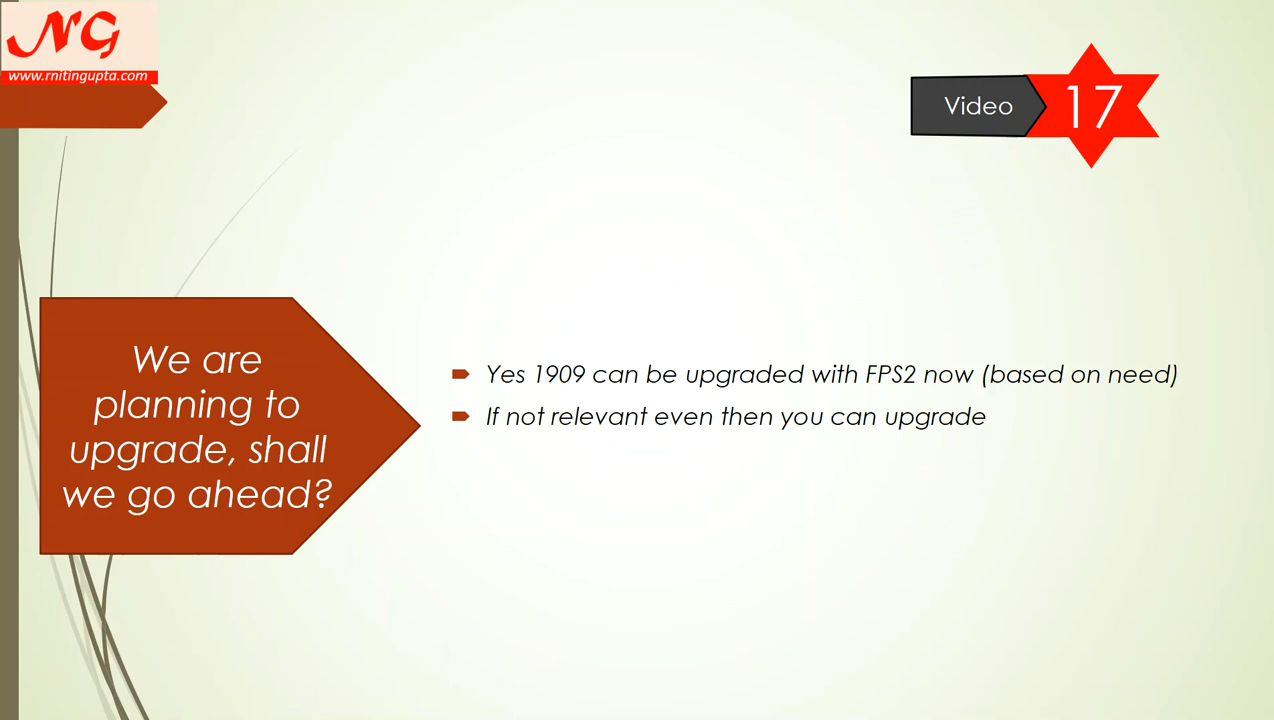 NG
www.rnitingupta.com
Video
17
We are
planning to
upgrade, shall
we go ahead?
Yes 1909 can be upgraded with FPS2 now (based on need)
If not relevant even then you can upgrade